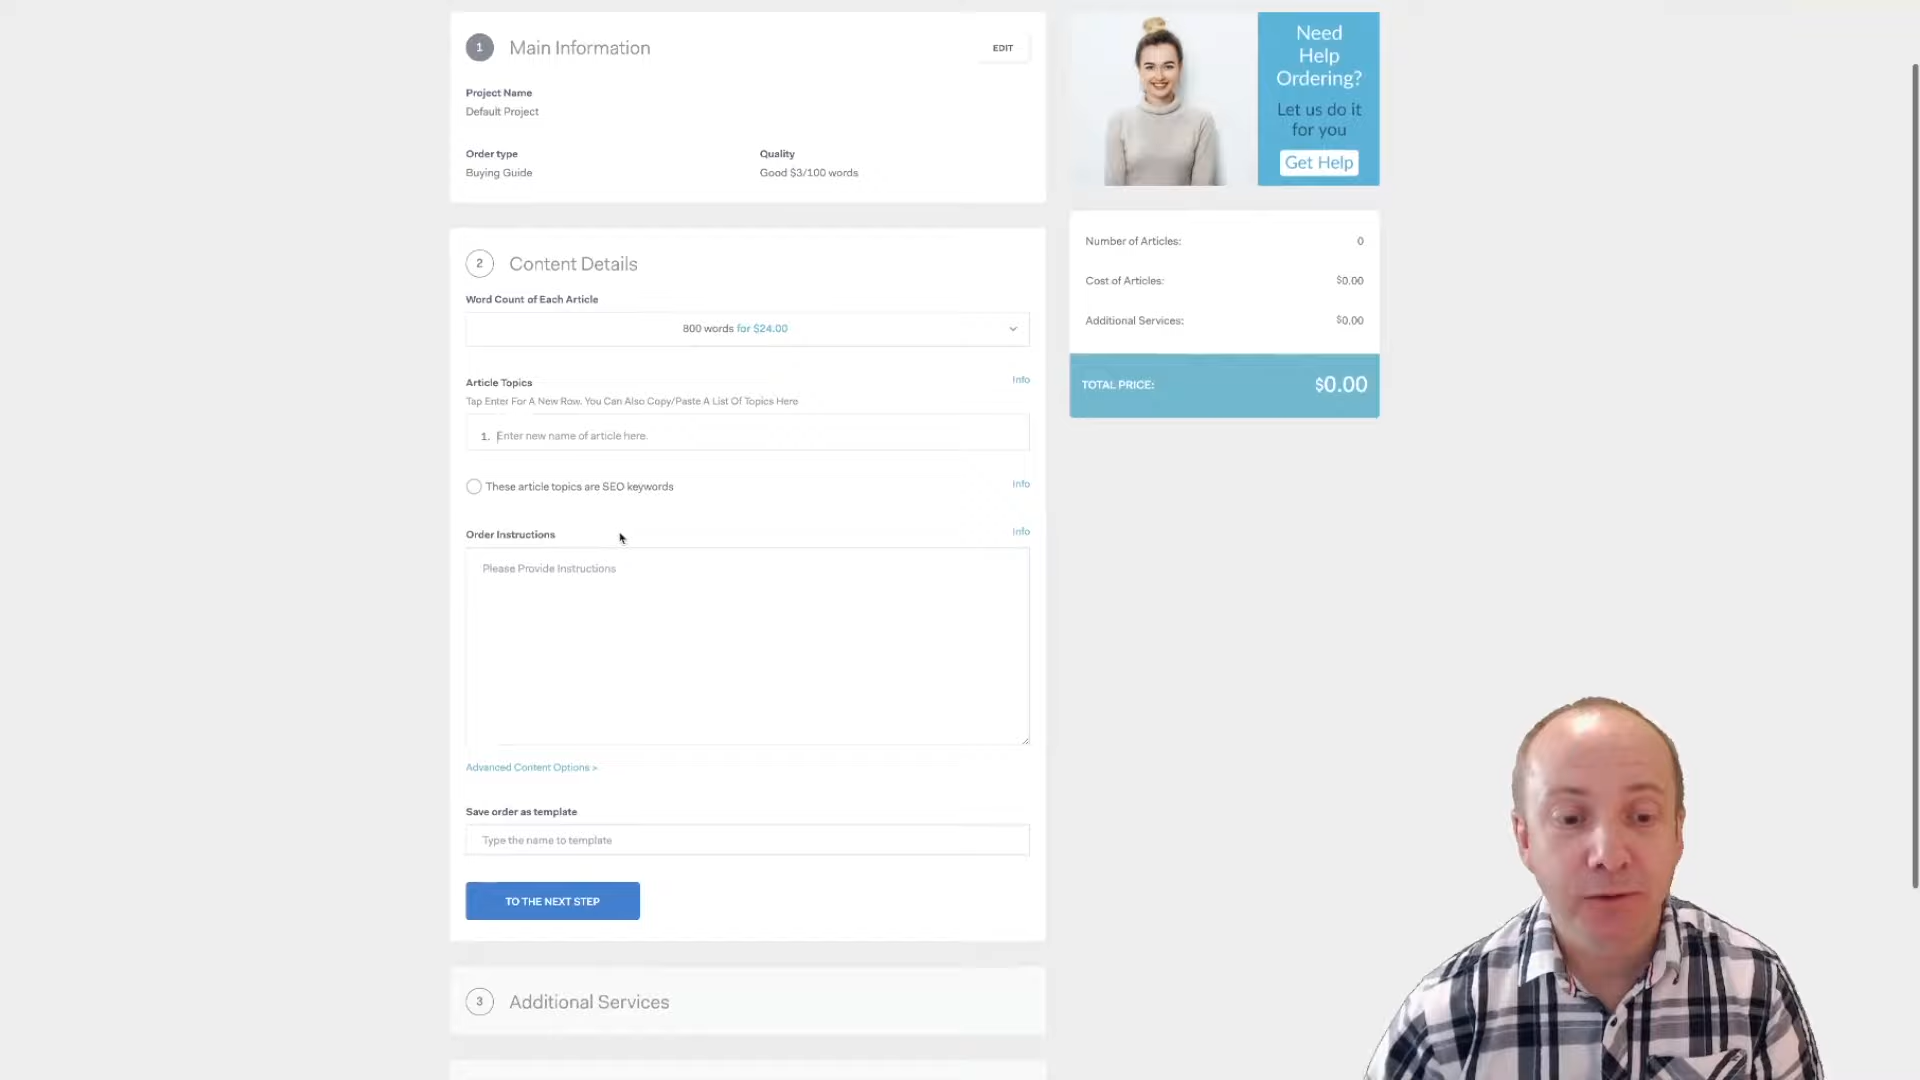 1 Main Information
EDIT
Project Name
Default Project
Order type
Buying Guide
Quality
Good $3/100 words
2 Content Details
Word Count of Each Article
800 words for $24.00
Article Topics
Info
Tap Enter For A New Row. You Can Also Copy/Paste A List Of Topics Here
1. Enter new name of article here.
These article topics are SEO keywords
Info
Order Instructions
Info
Please Provide Instructions
Advanced Content Options >
Save order as template
Type the name to template
TO THE NEXT STEP
3 Additional Services
Need
Help
Ordering?
Let us do it
for you
Get Help
Number of Articles: 0
Cost of Articles: $0.00
Additional Services: $0.00
TOTAL PRICE: $0.00